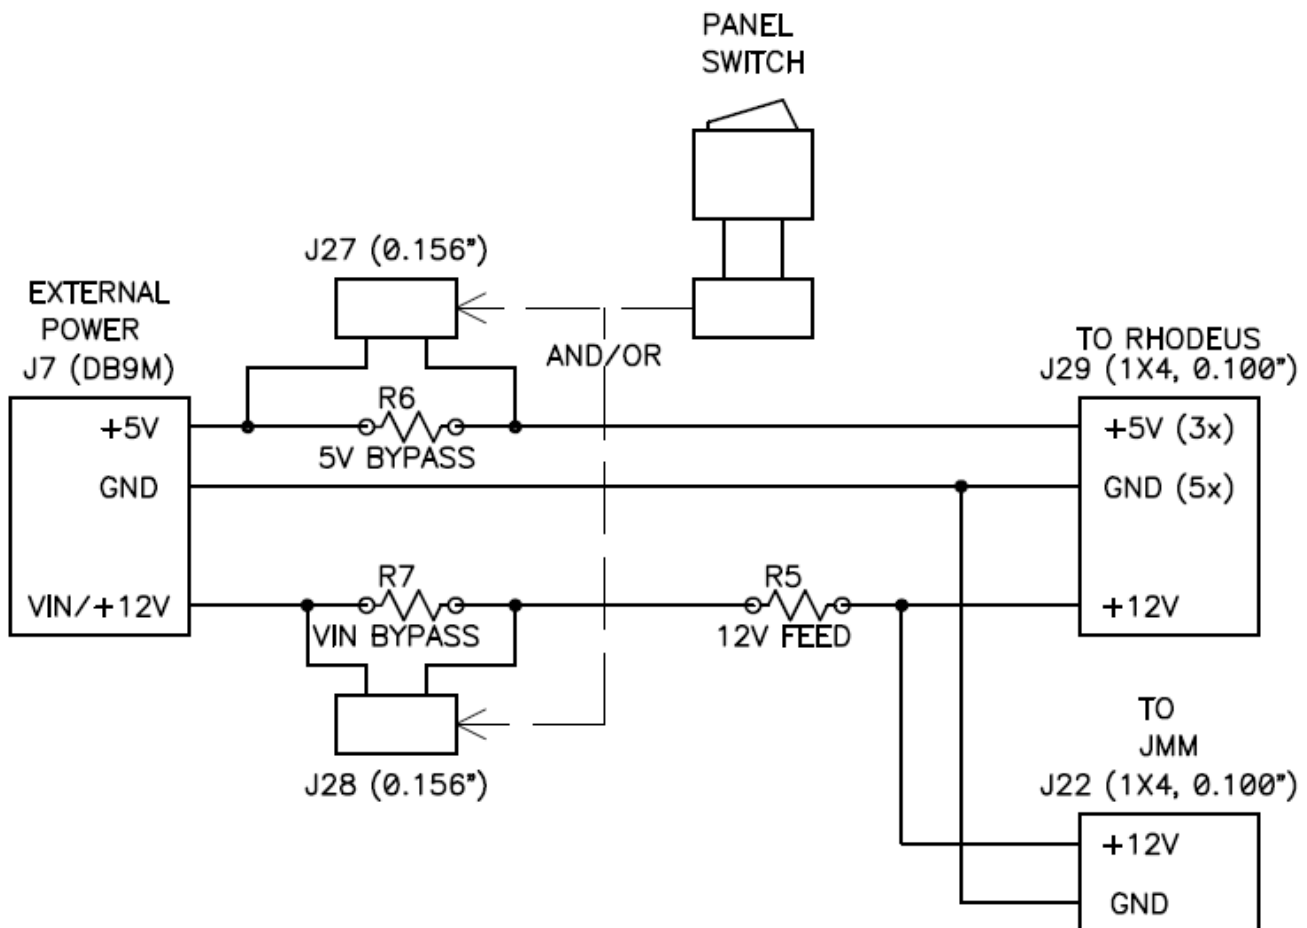 PANEL
SWITCH
J27 (0.156")
EXTERNAL
POWER
J7 (DB9M)
AND/OR
TO RHODEUS
J29 (1X4, 0.100")
R6
+5V
5V BYPASS
+5V (3x)
GND
GND (5x)
R7
R5
VIN/+12V
VIN BYPASS
12V FEED
+12V
J28 (0.156")
TO
JMM
J22 (1X4, 0.100")
+12V
GND